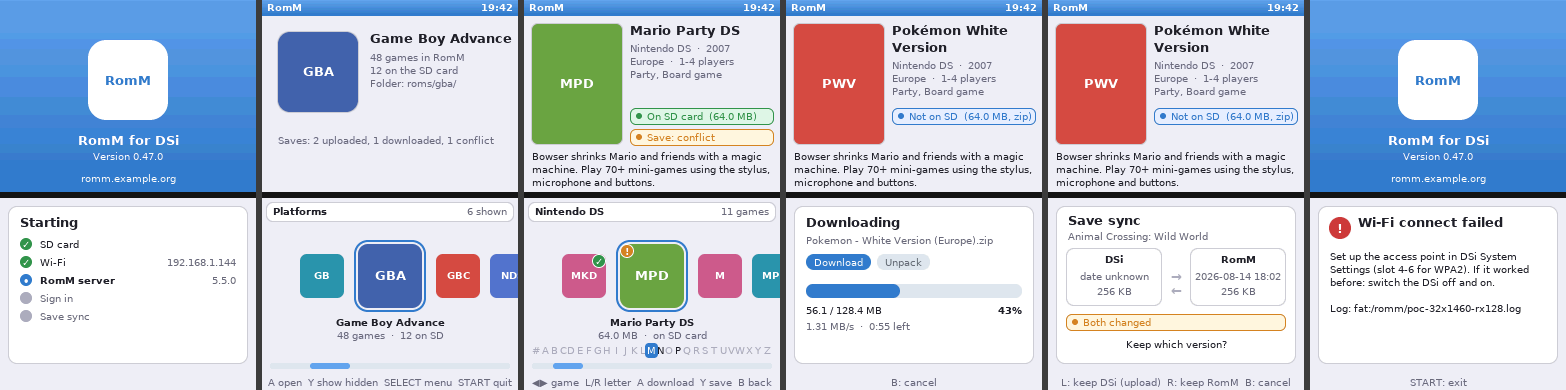 RomM
RomM for DSi
Version 0.47.0
romm.example.org
Starting
SD card
Wi-Fi 192.168.1.144
RomM server 5.5.0
Sign in
Save sync
RomM 19:42
GBA
Game Boy Advance
48 games in RomM
12 on the SD card
Folder: roms/gba/
Saves: 2 uploaded, 1 downloaded, 1 conflict
Platforms 6 shown
GB GBA GBC ND
Game Boy Advance
48 games · 12 on SD
A open Y show hidden SELECT menu START quit
RomM 19:42
MPD
Mario Party DS
Nintendo DS · 2007
Europe · 1-4 players
Party, Board game
On SD card (64.0 MB)
Save: conflict
Bowser shrinks Mario and friends with a magic
machine. Play 70+ mini-games using the stylus,
microphone and buttons.
Nintendo DS 11 games
MKD MPD M MP
Mario Party DS
64.0 MB · on SD card
#ABCDEFGHIJKLMNOPQRSTUVWXYZ
◀▶ game L/R letter A download Y save B back
RomM 19:42
PWV
Pokémon White
Version
Nintendo DS · 2007
Europe · 1-4 players
Party, Board game
Not on SD (64.0 MB, zip)
Bowser shrinks Mario and friends with a magic
machine. Play 70+ mini-games using the stylus,
microphone and buttons.
Downloading
Pokemon - White Version (Europe).zip
Download Unpack
56.1 / 128.4 MB 43%
1.31 MB/s · 0:55 left
B: cancel
RomM 19:42
PWV
Pokémon White
Version
Nintendo DS · 2007
Europe · 1-4 players
Party, Board game
Not on SD (64.0 MB, zip)
Bowser shrinks Mario and friends with a magic
machine. Play 70+ mini-games using the stylus,
microphone and buttons.
Save sync
Animal Crossing: Wild World
DSi RomM
date unknown → 2026-08-14 18:02
256 KB ← 256 KB
Both changed
Keep which version?
L: keep DSi (upload) R: keep RomM B: cancel
RomM
RomM for DSi
Version 0.47.0
romm.example.org
! Wi-Fi connect failed
Set up the access point in DSi System
Settings (slot 4-6 for WPA2). If it worked
before: switch the DSi off and on.
Log: fat:/romm/poc-32x1460-rx128.log
START: exit